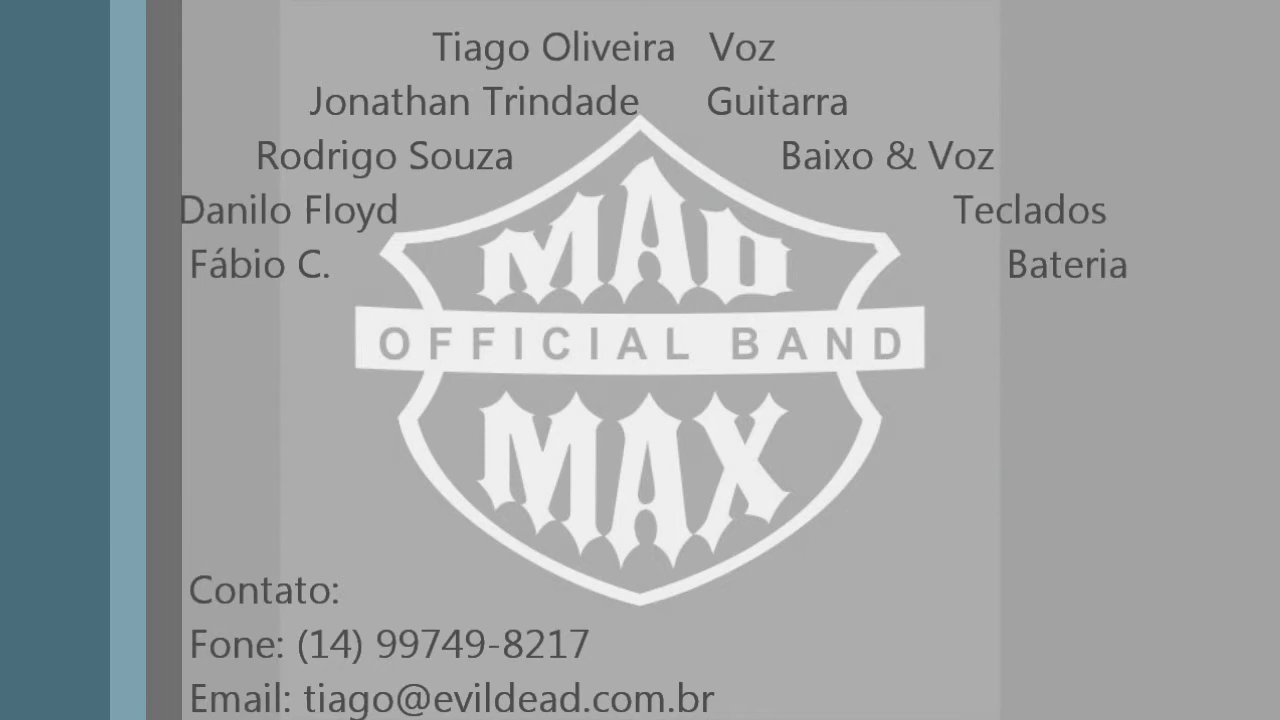 Tiago Oliveira Voz
Jonathan Trindade Guitarra
Rodrigo Souza Baixo & Voz
Danilo Floyd Teclados
Fábio C. Bateria
MAD
OFFICIAL BAND
MAX
Contato:
Fone: (14) 99749-8217
Email: tiago@evildead.com.br